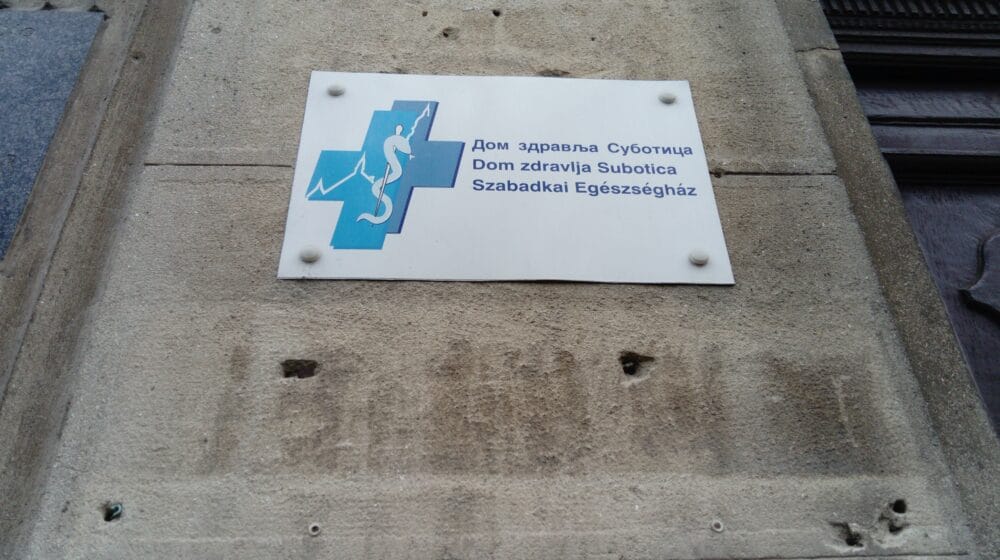 Дом здравља Суботица
Dom zdravlja Subotica
Szabadkai Egészségház